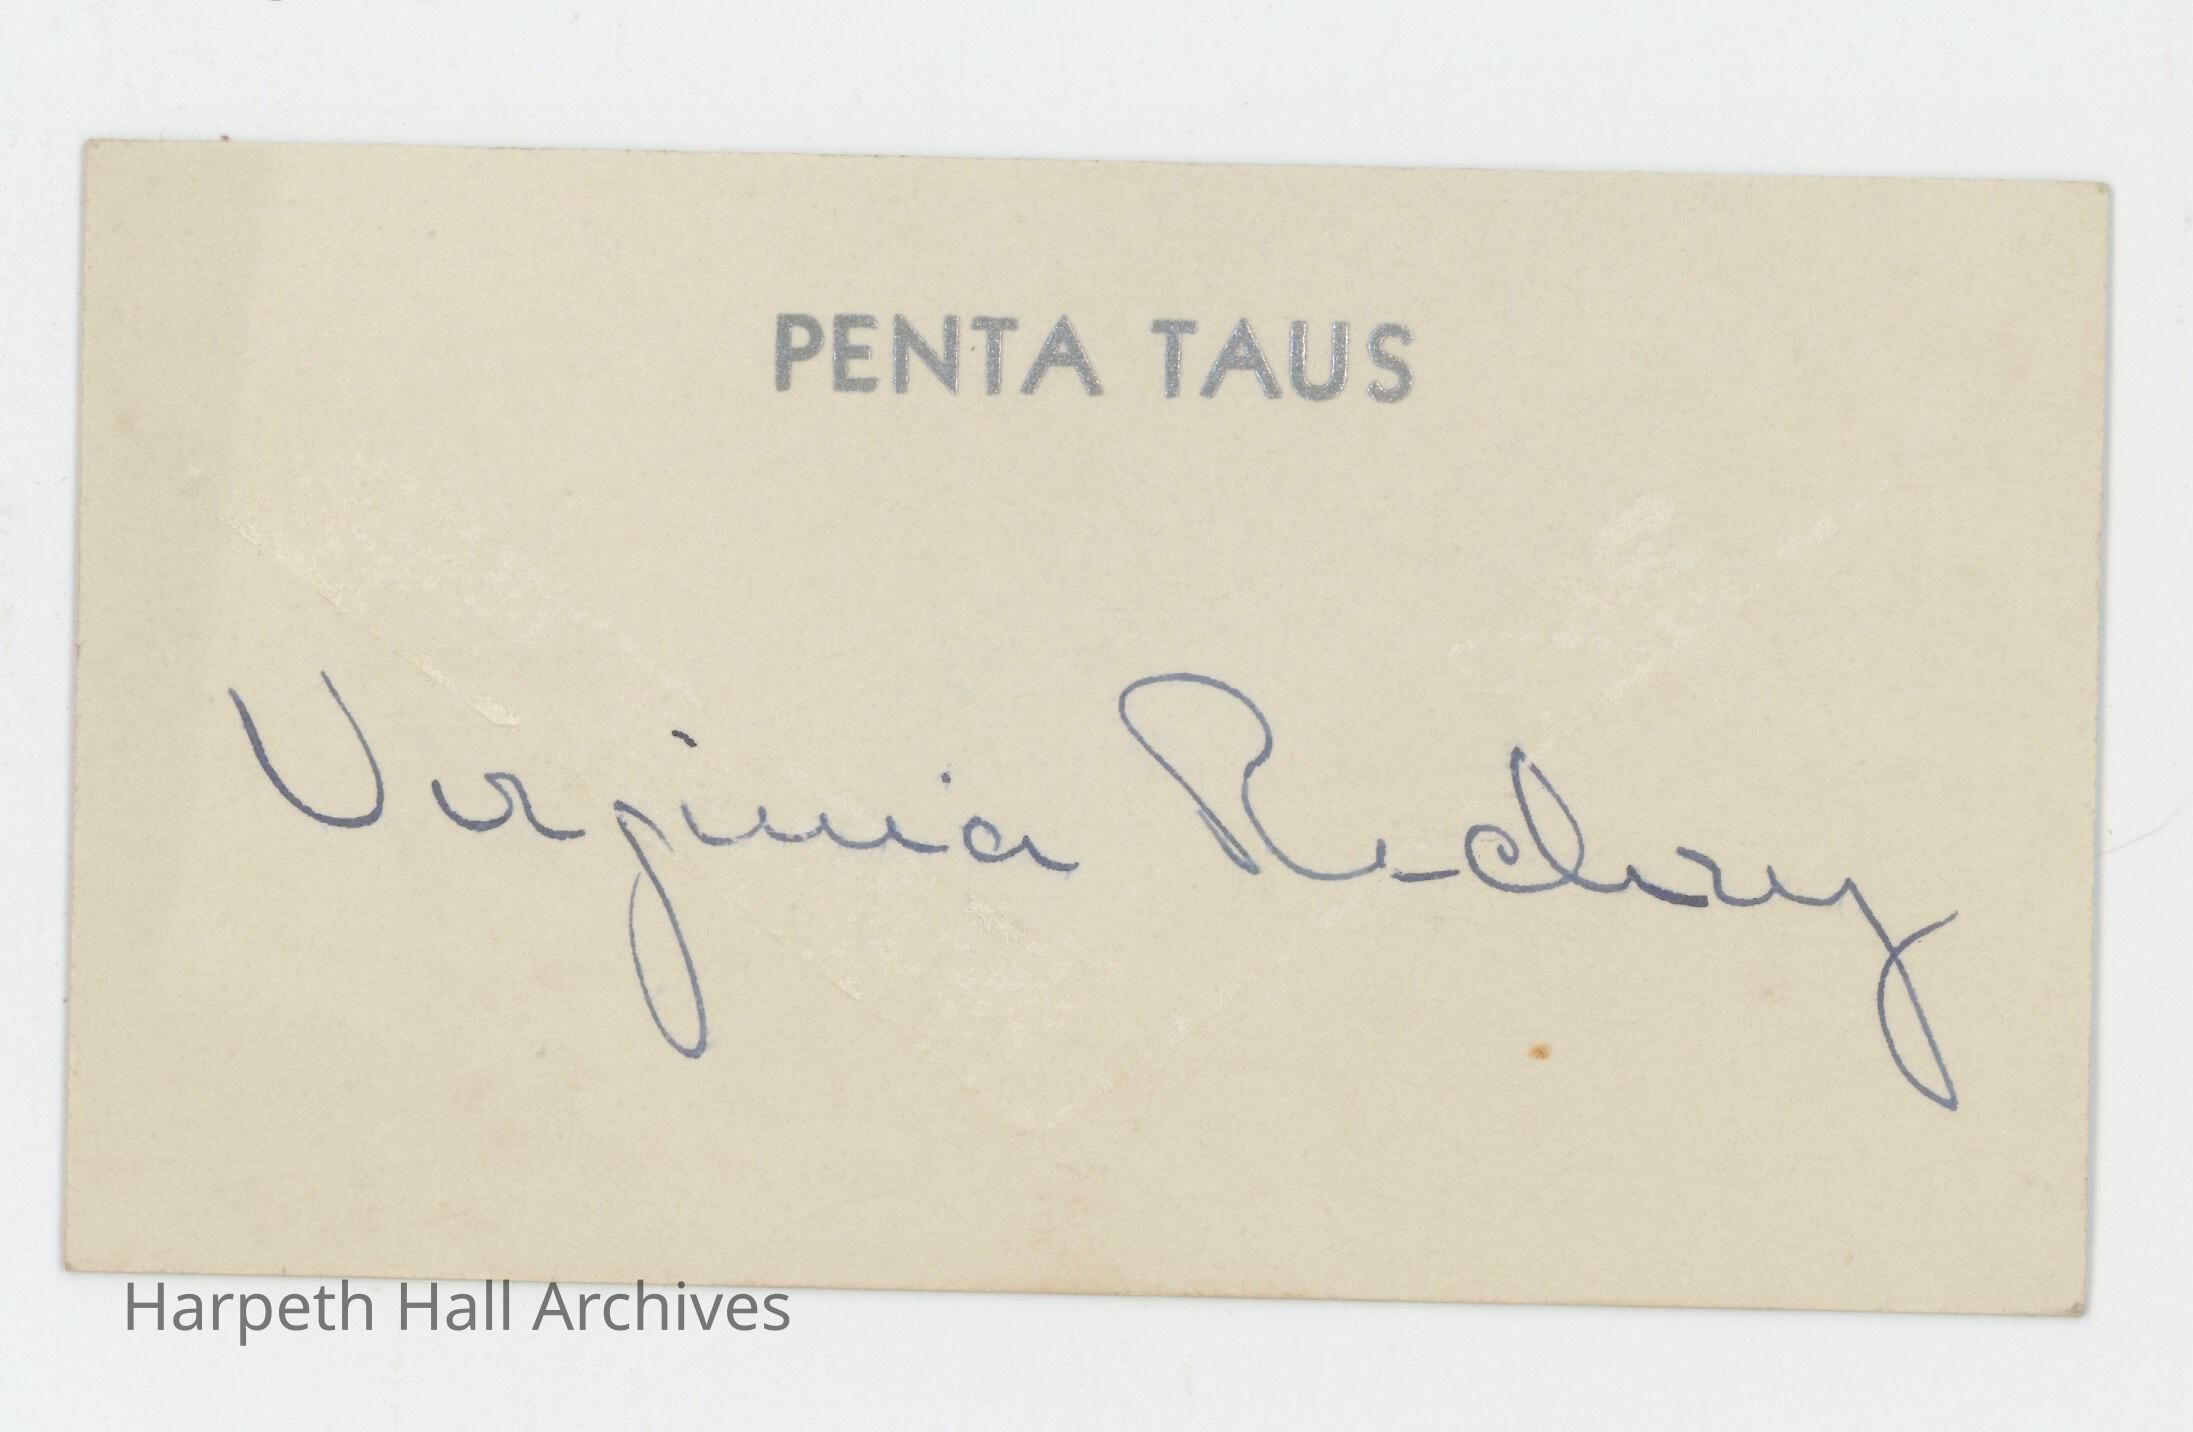 PENTA TAUS
Virginia
Harpeth Hall Archives